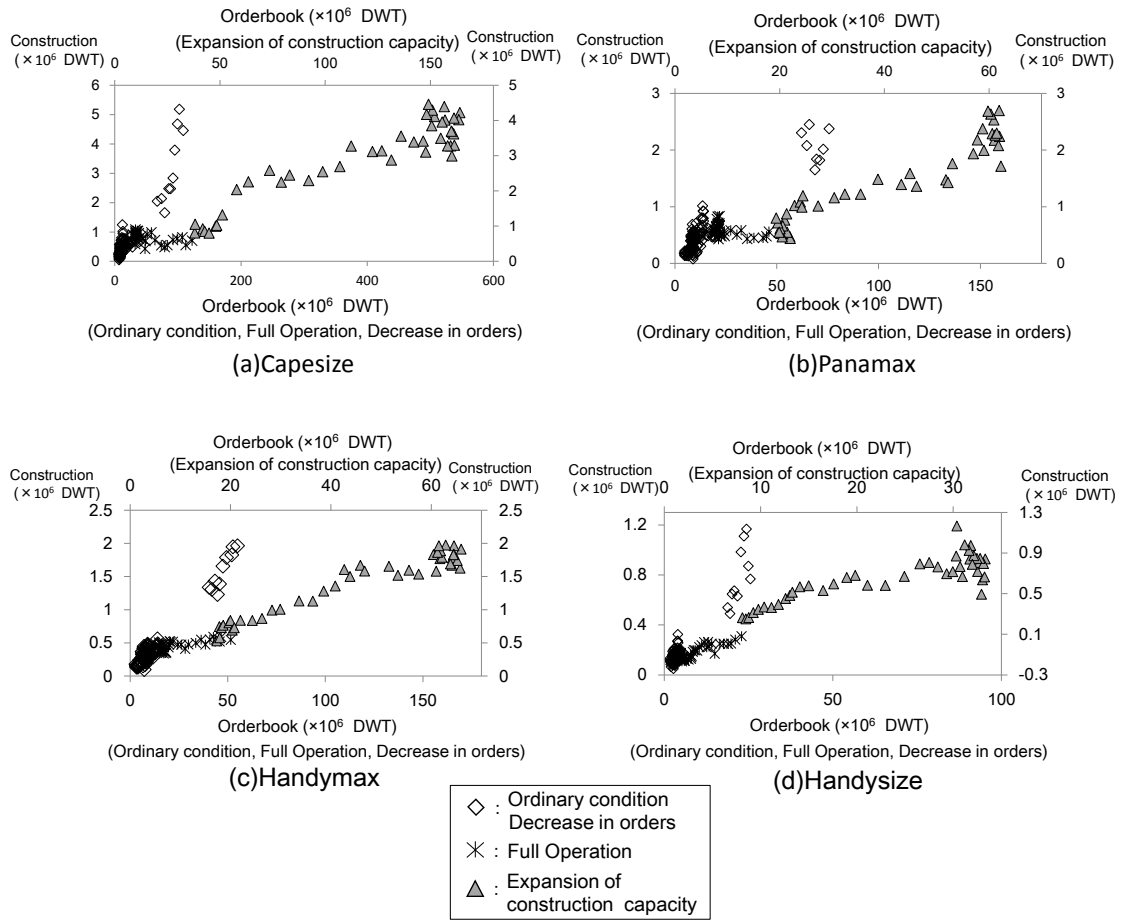 Orderbook (×10⁶ DWT)
(Expansion of construction capacity)
Construction
(×10⁶ DWT)
Construction
(×10⁶ DWT)
0 50 100 150
6
5
4
3
2
1
0
5
4
3
2
1
0
0 200 400 600
Orderbook (×10⁶ DWT)
(Ordinary condition, Full Operation, Decrease in orders)
(a)Capesize
Orderbook (×10⁶ DWT)
(Expansion of construction capacity)
Construction
(×10⁶ DWT)
Construction
(×10⁶ DWT)
0 20 40 60
3
2
1
0
3
2
1
0
0 50 100 150
Orderbook (×10⁶ DWT)
(Ordinary condition, Full Operation, Decrease in orders)
(b)Panamax
Orderbook (×10⁶ DWT)
(Expansion of construction capacity)
Construction
(×10⁶ DWT)
Construction
(×10⁶ DWT)
0 20 40 60
2.5
2
1.5
1
0.5
0
2.5
2
1.5
1
0.5
0
0 50 100 150
Orderbook (×10⁶ DWT)
(Ordinary condition, Full Operation, Decrease in orders)
(c)Handymax
Orderbook (×10⁶ DWT)
(Expansion of construction capacity)
Construction
(×10⁶ DWT)
Construction
(×10⁶ DWT)
0 10 20 30
1.2
0.8
0.4
0
1.3
0.9
0.5
0.1
-0.3
0 50 100
Orderbook (×10⁶ DWT)
(Ordinary condition, Full Operation, Decrease in orders)
(d)Handysize
: Ordinary condition
Decrease in orders
: Full Operation
: Expansion of
construction capacity